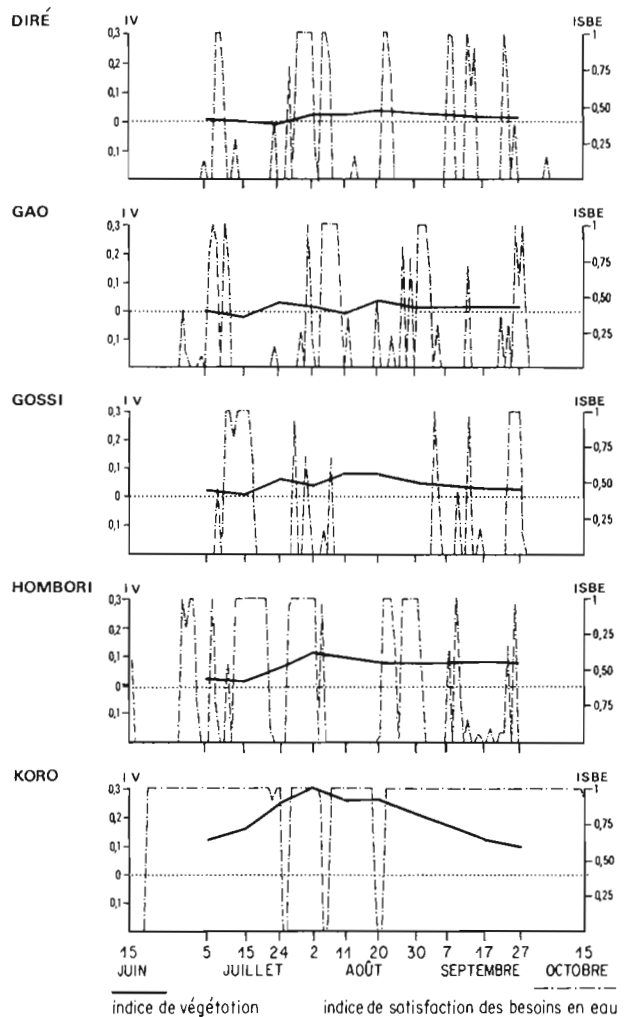 DIRÉ
IV ISBE
0,3 1
0,2 0,75
0,1 0,50
0 0,25
0,1
GAO
IV ISBE
0,3 1
0,2 0,75
0,1 0,50
0 0,25
0,1
GOSSI
IV ISBE
0,3 1
0,2 0,75
0,1 0,50
0 0,25
0,1
HOMBORI
IV ISBE
0,3 1
0,2 0,75
0,1 0,50
0 0,25
0,1
KORO
IV ISBE
0,3 1
0,2 0,75
0,1 0,50
0 0,25
0,1
15 5 15 24 2 11 20 30 7 17 27 15
JUIN JUILLET AOÛT SEPTEMBRE OCTOBRE
indice de végétation indice de satisfaction des besoins en eau